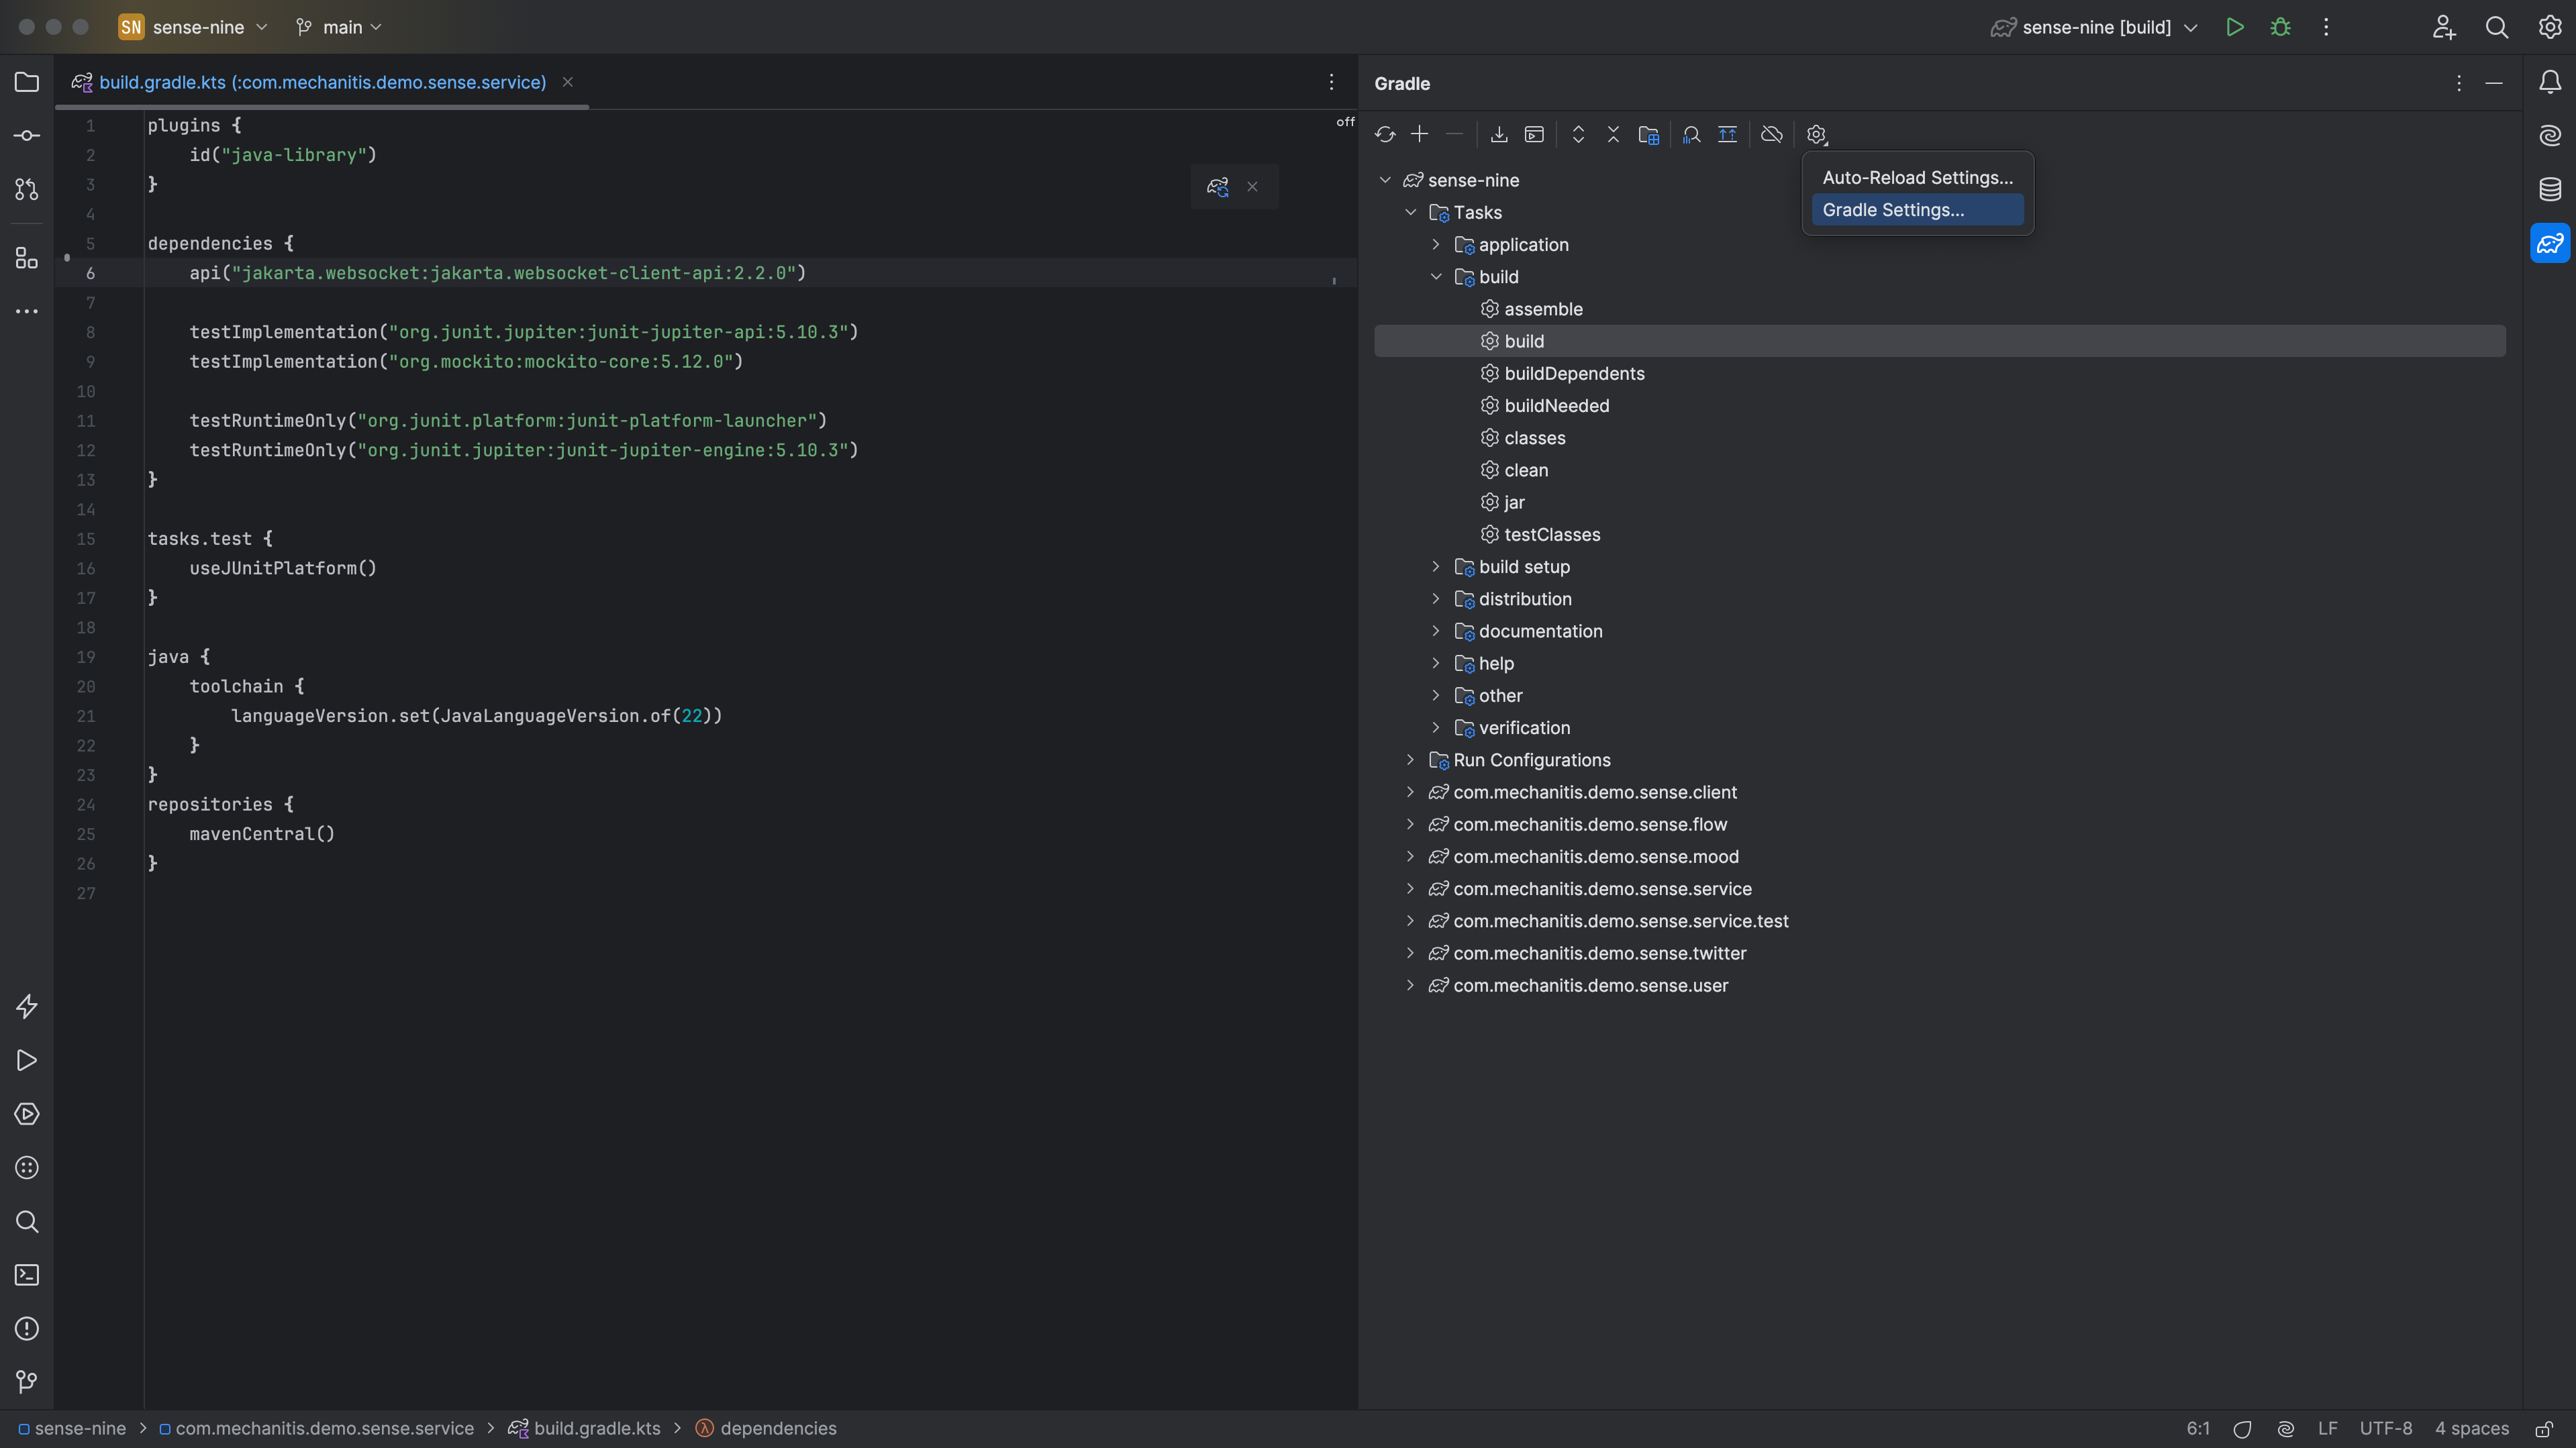 SN sense-nine main sense-nine [build]
build.gradle.kts (:com.mechanitis.demo.sense.service)
off
1 plugins {
2 id("java-library")
3 }
4
5 dependencies {
6 api("jakarta.websocket:jakarta.websocket-client-api:2.2.0")
7
8 testImplementation("org.junit.jupiter:junit-jupiter-api:5.10.3")
9 testImplementation("org.mockito:mockito-core:5.12.0")
10
11 testRuntimeOnly("org.junit.platform:junit-platform-launcher")
12 testRuntimeOnly("org.junit.jupiter:junit-jupiter-engine:5.10.3")
13 }
14
15 tasks.test {
16 useJUnitPlatform()
17 }
18
19 java {
20 toolchain {
21 languageVersion.set(JavaLanguageVersion.of(22))
22 }
23 }
24 repositories {
25 mavenCentral()
26 }
27
Gradle
Auto-Reload Settings...
Gradle Settings...
sense-nine
Tasks
application
build
assemble
build
buildDependents
buildNeeded
classes
clean
jar
testClasses
build setup
distribution
documentation
help
other
verification
Run Configurations
com.mechanitis.demo.sense.client
com.mechanitis.demo.sense.flow
com.mechanitis.demo.sense.mood
com.mechanitis.demo.sense.service
com.mechanitis.demo.sense.service.test
com.mechanitis.demo.sense.twitter
com.mechanitis.demo.sense.user
sense-nine > com.mechanitis.demo.sense.service > build.gradle.kts > dependencies
6:1 LF UTF-8 4 spaces